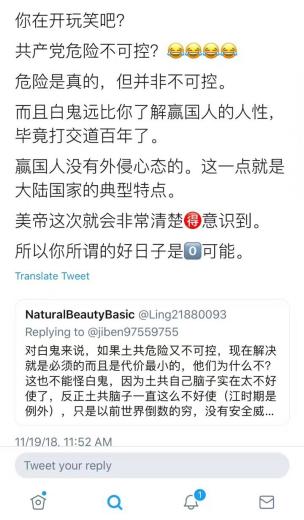 你在开玩笑吧?
共产党危险不可控? 😂😂😂😂
危险是真的，但并非不可控。
而且白鬼远比你了解赢国人的人性，
毕竟打交道百年了。
赢国人没有外侵心态的。这一点就是
大陆国家的典型特点。
美帝这次就会非常清楚🉐意识到。
所以你所谓的好日子是0️⃣可能。
Translate Tweet
NaturalBeautyBasic @Ling21880093
Replying to @jiben97559755
对白鬼来说，如果土共危险又不可控，现在解决
就是必须的而且是代价最小的，他们为什么不?
这也不能怪白鬼，因为土共自己脑子实在太不好
使了，反正土共脑子一直这么不好使（江时期是
例外），只是以前世界倒数的穷，没有安全威...
11/19/18, 11:52 AM
Tweet your reply
1